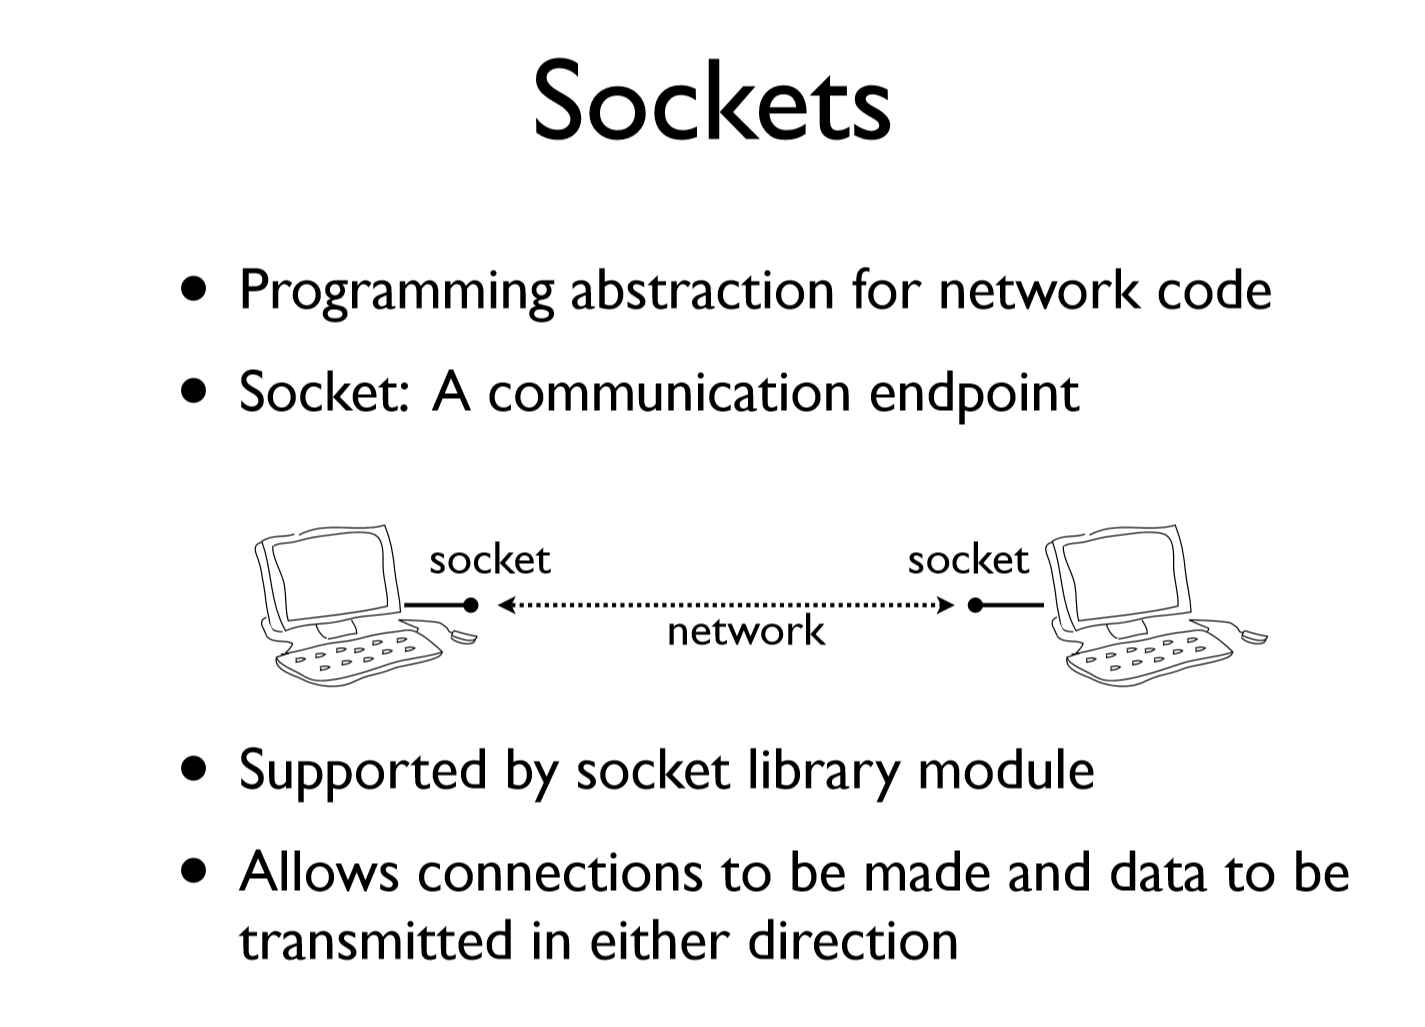 Sockets
• Programming abstraction for network code
• Socket: A communication endpoint
socket
socket
network
• Supported by socket library module
• Allows connections to be made and data to be
transmitted in either direction